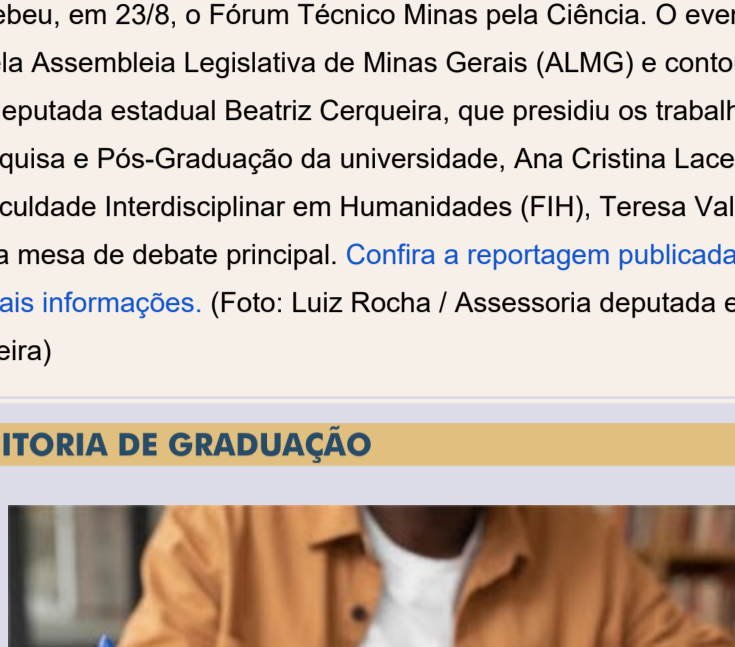 ebeu, em 23/8, o Fórum Técnico Minas pela Ciência. O even
la Assembleia Legislativa de Minas Gerais (ALMG) e conto
eputada estadual Beatriz Cerqueira, que presidiu os trabalh
quisa e Pós-Graduação da universidade, Ana Cristina Lace
culdade Interdisciplinar em Humanidades (FIH), Teresa Val
a mesa de debate principal. Confira a reportagem publicada
ais informações. (Foto: Luiz Rocha / Assessoria deputada e
eira)
ITORIA DE GRADUAÇÃO